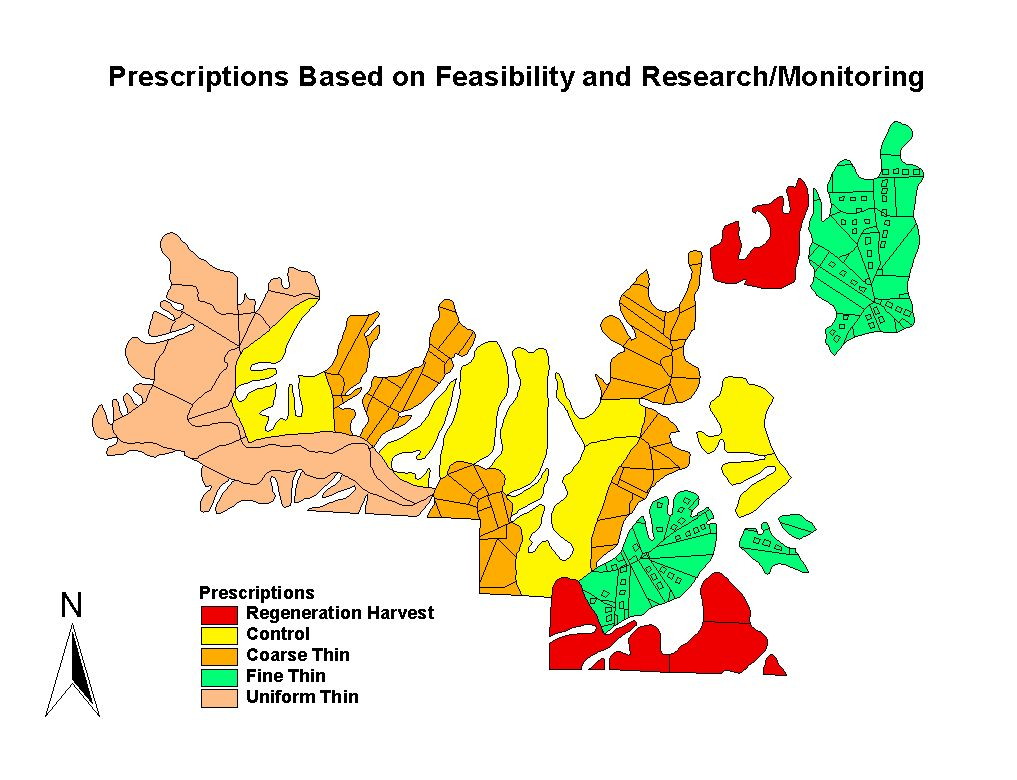 Prescriptions Based on Feasibility and Research/Monitoring
N
Prescriptions
Regeneration Harvest
Control
Coarse Thin
Fine Thin
Uniform Thin